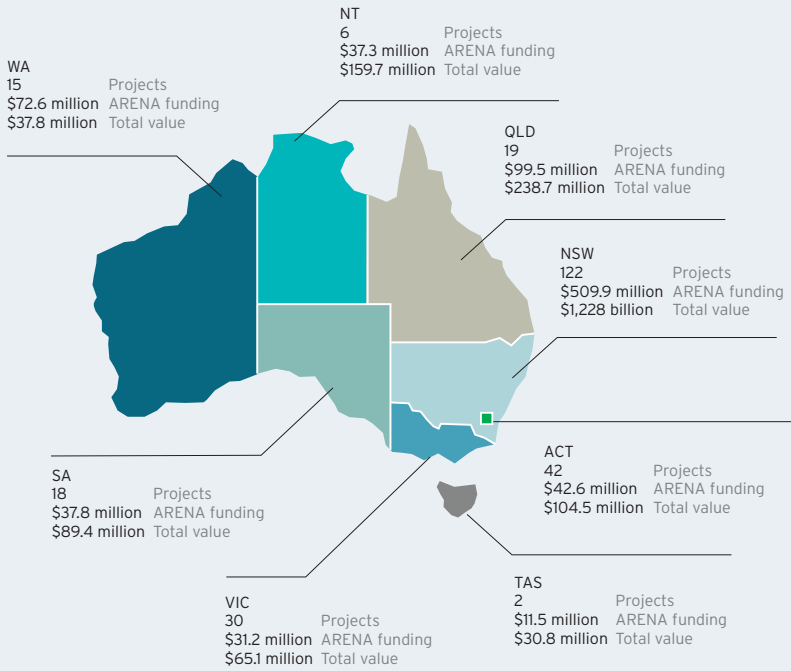 NT
6 Projects
$37.3 million ARENA funding
$159.7 million Total value
WA
15 Projects
$72.6 million ARENA funding
$37.8 million Total value
QLD
19 Projects
$99.5 million ARENA funding
$238.7 million Total value
NSW
122 Projects
$509.9 million ARENA funding
$1,228 billion Total value
ACT
42 Projects
$42.6 million ARENA funding
$104.5 million Total value
SA
18 Projects
$37.8 million ARENA funding
$89.4 million Total value
TAS
2 Projects
$11.5 million ARENA funding
$30.8 million Total value
VIC
30 Projects
$31.2 million ARENA funding
$65.1 million Total value